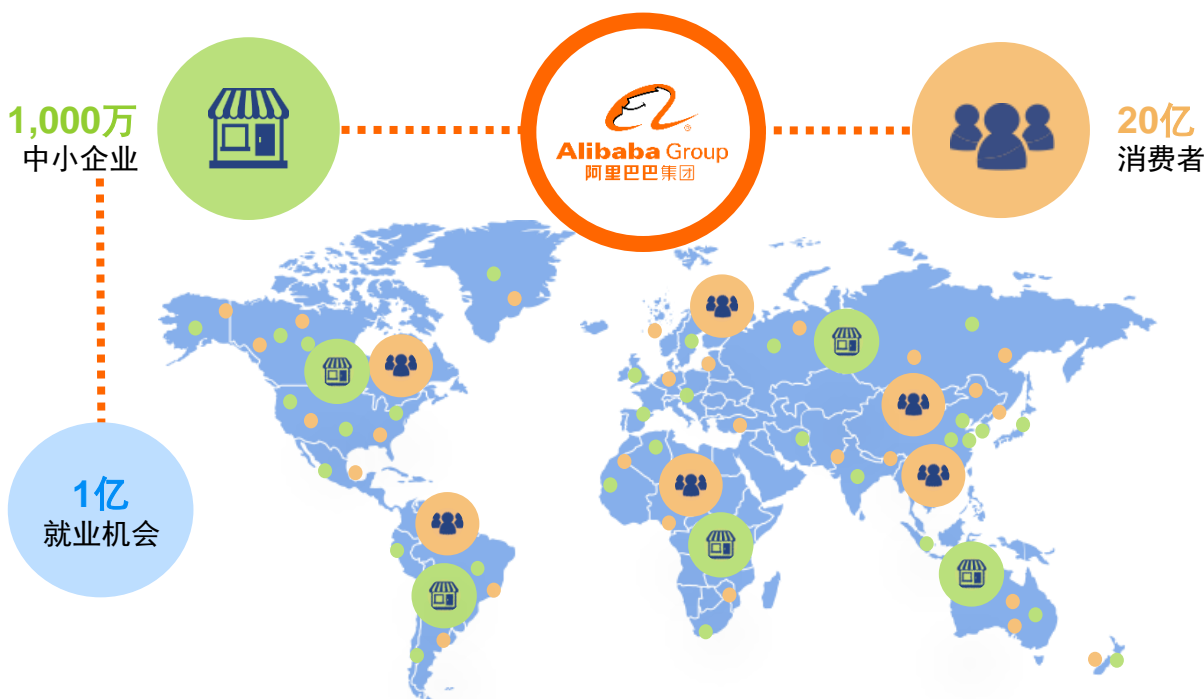 1,000万
中小企业
Alibaba Group
阿里巴巴集团
20亿
消费者
1亿
就业机会